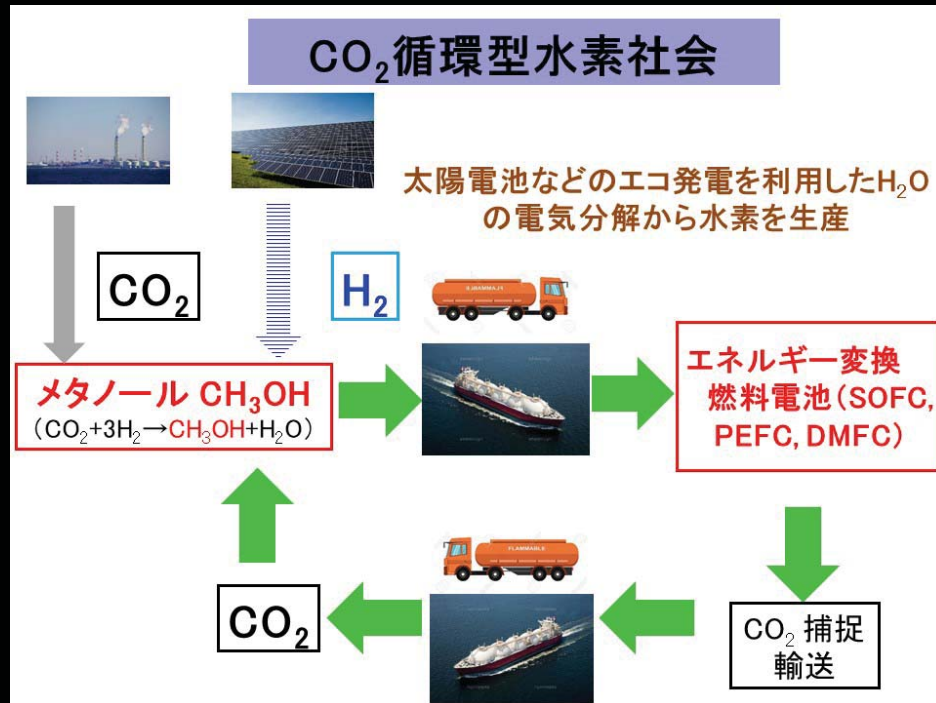 CO₂循環型水素社会
太陽電池などのエコ発電を利用したH₂O
の電気分解から水素を生産
CO₂
H₂
メタノール CH₃OH
(CO₂+3H₂→CH₃OH+H₂O)
エネルギー変換
燃料電池(SOFC,
PEFC, DMFC)
FLAMMABLE
FLAMMABLE
CO₂
CO₂ 捕捉
輸送